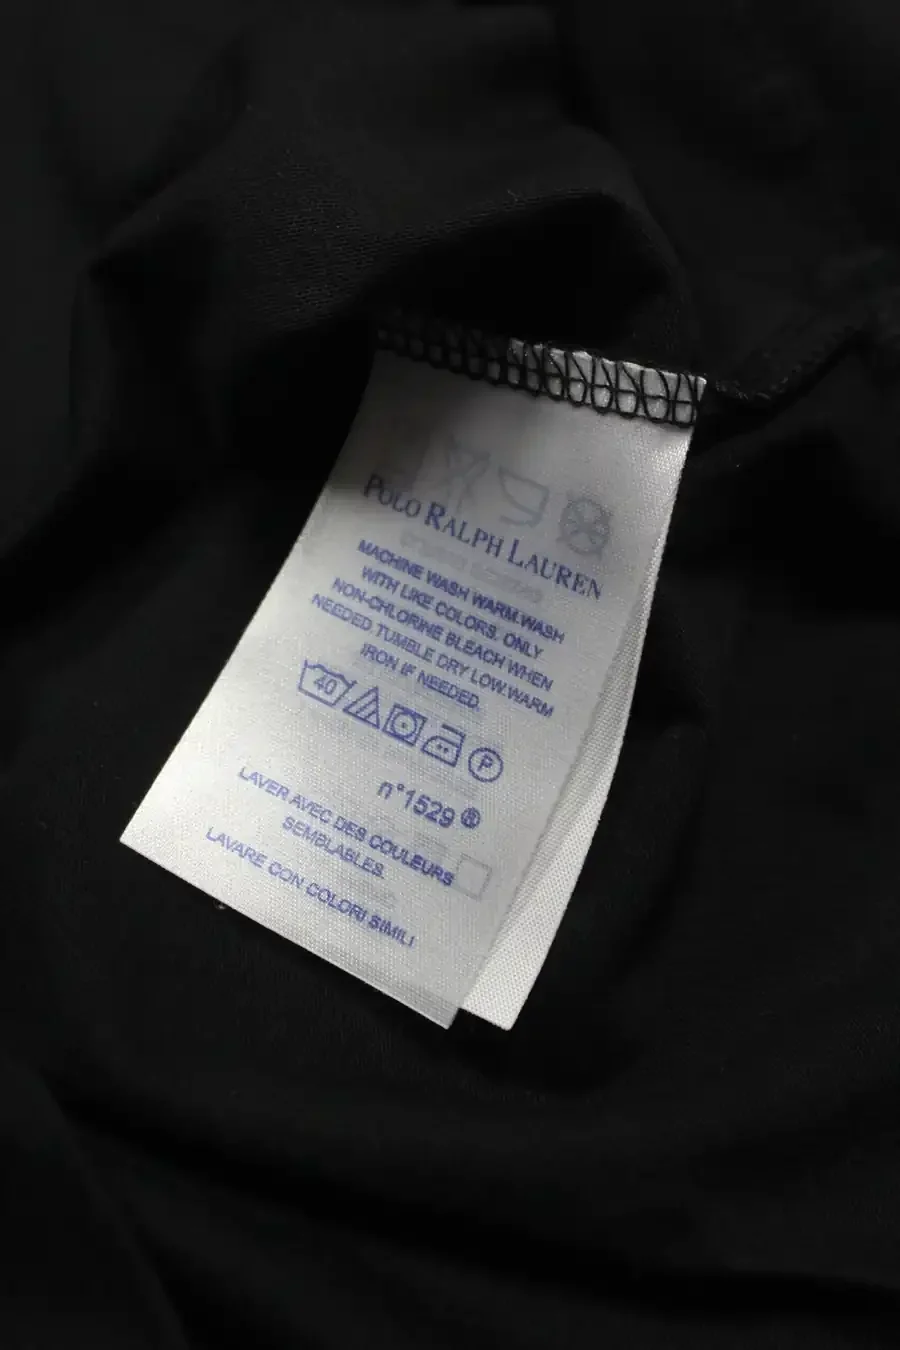 POLO RALPH LAUREN
MACHINE WASH WARM.WASH
WITH LIKE COLORS. ONLY
NON-CHLORINE BLEACH WHEN
NEEDED.TUMBLE DRY LOW.WARM
IRON IF NEEDED.
40 P
n°1529®
LAVER AVEC DES COULEURS
SEMBLABLES.
LAVARE CON COLORI SIMILI